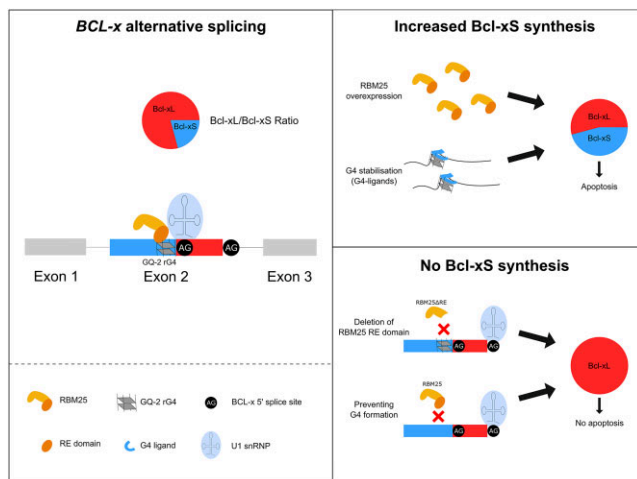 BCL-x alternative splicing
Bcl-xL
Bcl-xS
Bcl-xL/Bcl-xS Ratio
AG
AG
GQ-2 rG4
Exon 1
Exon 2
Exon 3
RBM25
GQ-2 rG4
AG
BCL-x 5' splice site
RE domain
G4 ligand
U1 snRNP
Increased Bcl-xS synthesis
RBM25
overexpression
G4 stabilisation
(G4-ligands)
Bcl-xL
Bcl-xS
Apoptosis
No Bcl-xS synthesis
Deletion of
RBM25 RE domain
RBM25ΔRE
AG
AG
Preventing
G4 formation
RBM25
AG
AG
Bcl-xL
No apoptosis